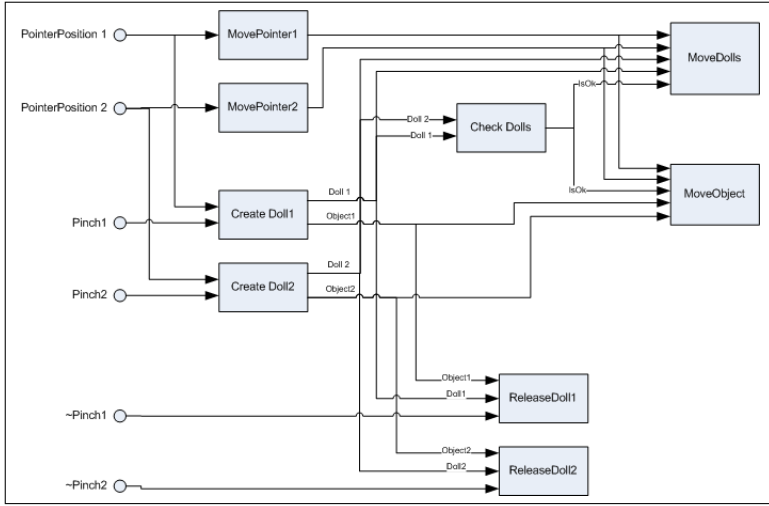 PointerPosition 1
MovePointer1
MoveDolls
PointerPosition 2
MovePointer2
IsOk
Doll 2
Check Dolls
Doll 1
Doll 1
IsOk
MoveObject
Pinch1
Create Doll1
Object1
Doll 2
Pinch2
Create Doll2
Object2
Object1
Doll1
ReleaseDoll1
~Pinch1
Object2
Doll2
ReleaseDoll2
~Pinch2